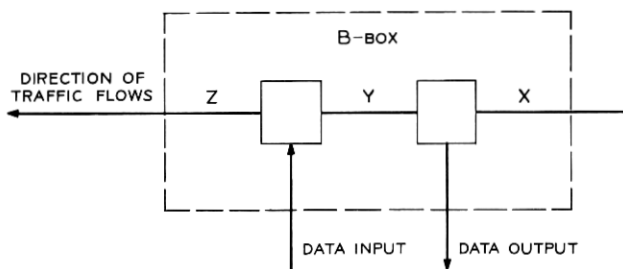 B-BOX
DIRECTION OF
TRAFFIC FLOWS
Z
Y
X
DATA INPUT
DATA OUTPUT